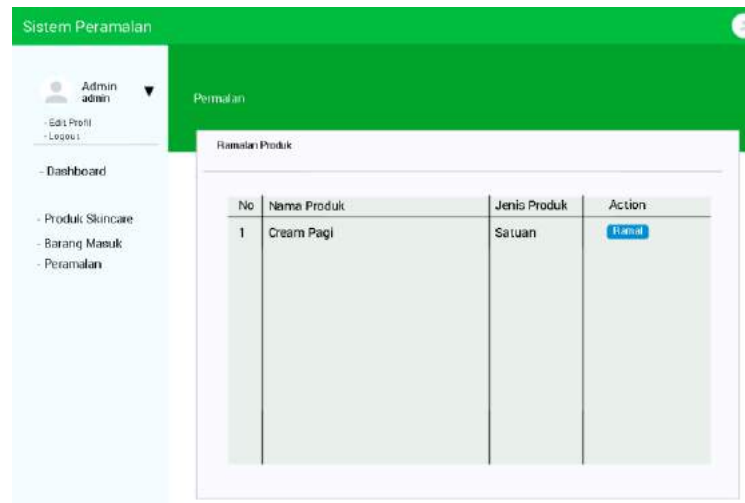 Sistem Peramalan
Admin
admin
- Edit Profil
- Logout
- Dashboard
- Produk Skincare
- Barang Masuk
- Peramalan
Permalan
Ramalan Produk
No Nama Produk Jenis Produk Action
1 Cream Pagi Satuan Ramal